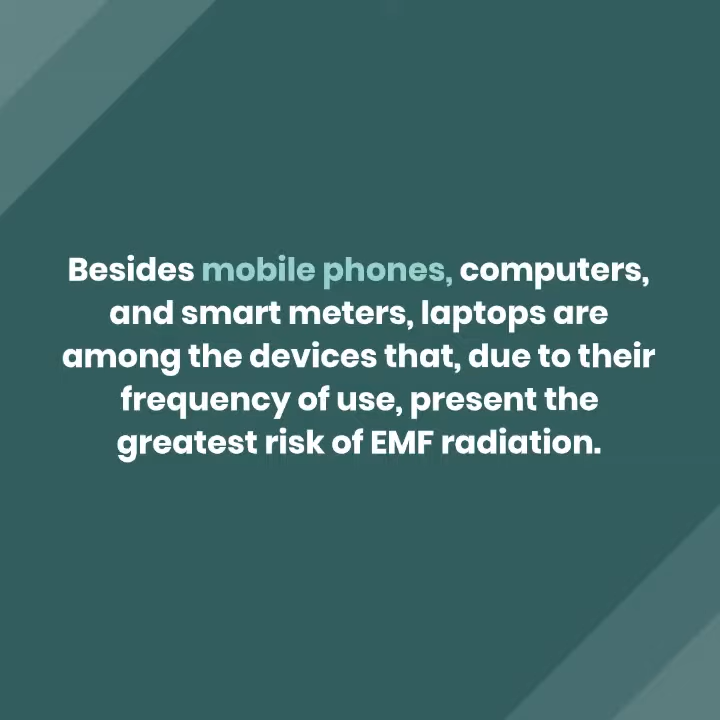 Besides mobile phones, computers,
and smart meters, laptops are
among the devices that, due to their
frequency of use, present the
greatest risk of EMF radiation.